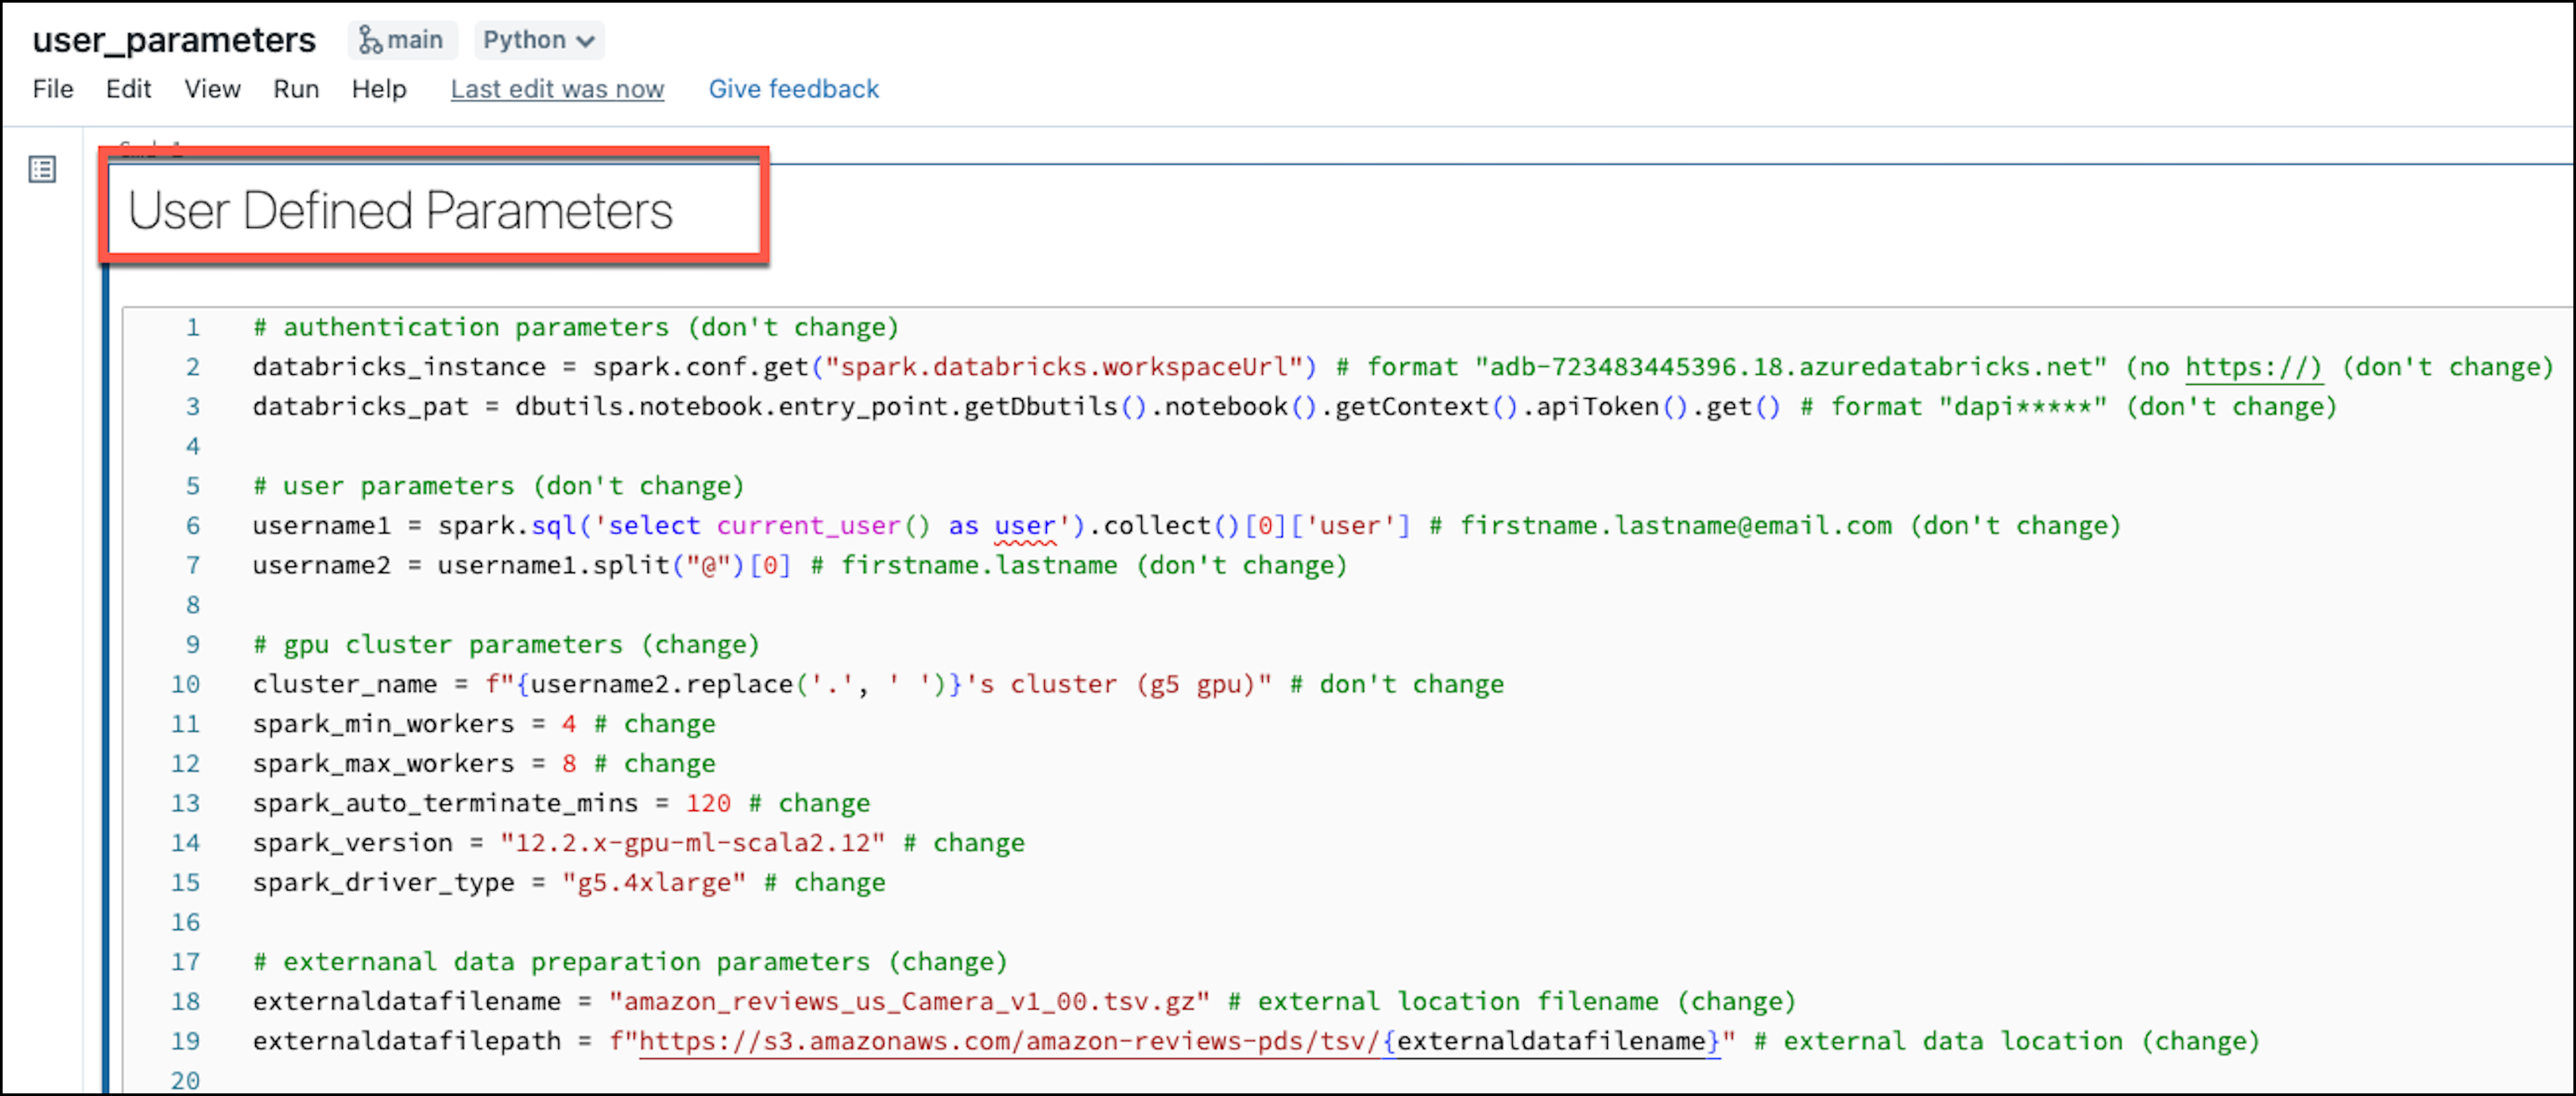 user_parameters main Python
File Edit View Run Help Last edit was now Give feedback
User Defined Parameters
1 # authentication parameters (don't change)
2 databricks_instance = spark.conf.get("spark.databricks.workspaceUrl") # format "adb-723483445396.18.azuredatabricks.net" (no https://) (don't change)
3 databricks_pat = dbutils.notebook.entry_point.getDbutils().notebook().getContext().apiToken().get() # format "dapi*****" (don't change)
4
5 # user parameters (don't change)
6 username1 = spark.sql('select current_user() as user').collect()[0]['user'] # firstname.lastname@email.com (don't change)
7 username2 = username1.split("@")[0] # firstname.lastname (don't change)
8
9 # gpu cluster parameters (change)
10 cluster_name = f"{username2.replace('.', ' ')}'s cluster (g5 gpu)" # don't change
11 spark_min_workers = 4 # change
12 spark_max_workers = 8 # change
13 spark_auto_terminate_mins = 120 # change
14 spark_version = "12.2.x-gpu-ml-scala2.12" # change
15 spark_driver_type = "g5.4xlarge" # change
16
17 # externanal data preparation parameters (change)
18 externaldatafilename = "amazon_reviews_us_Camera_v1_00.tsv.gz" # external location filename (change)
19 externaldatafilepath = f"https://s3.amazonaws.com/amazon-reviews-pds/tsv/{externaldatafilename}" # external data location (change)
20